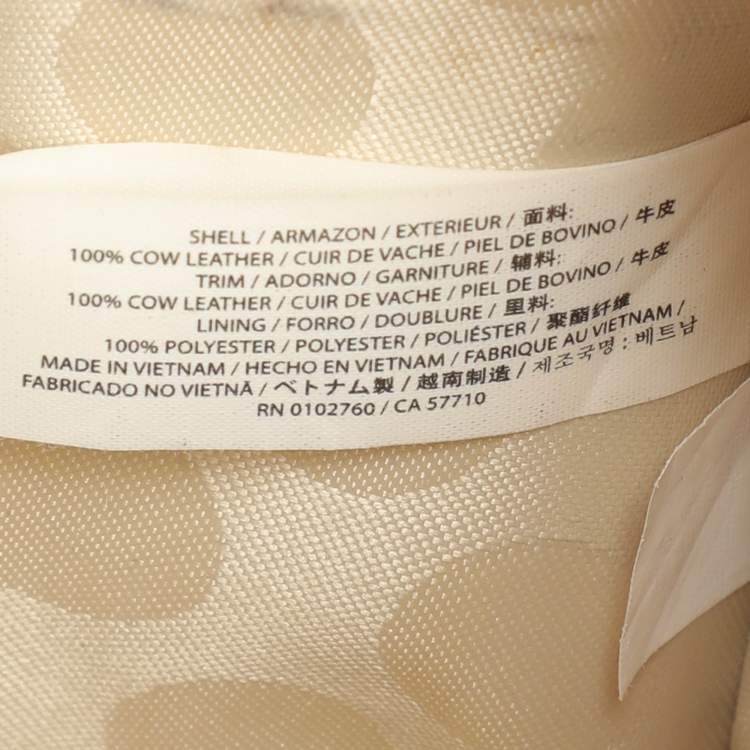 SHELL / ARMAZON / EXTERIEUR / 面料:
100% COW LEATHER / CUIR DE VACHE / PIEL DE BOVINO / 牛皮
TRIM / ADORNO / GARNITURE / 辅料:
100% COW LEATHER / CUIR DE VACHE / PIEL DE BOVINO / 牛皮
LINING / FORRO / DOUBLURE / 里料:
100% POLYESTER / POLYESTER / POLIÉSTER / 聚酯纤维
MADE IN VIETNAM / HECHO EN VIETNAM / FABRIQUE AU VIETNAM /
FABRICADO NO VIETNÃ / ベトナム製 / 越南制造 / 제조국명 : 베트남
RN 0102760 / CA 57710